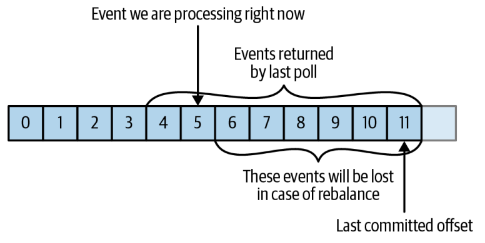 Event we are processing right now
Events returned
by last poll
0 1 2 3 4 5 6 7 8 9 10 11
These events will be lost
in case of rebalance
Last committed offset